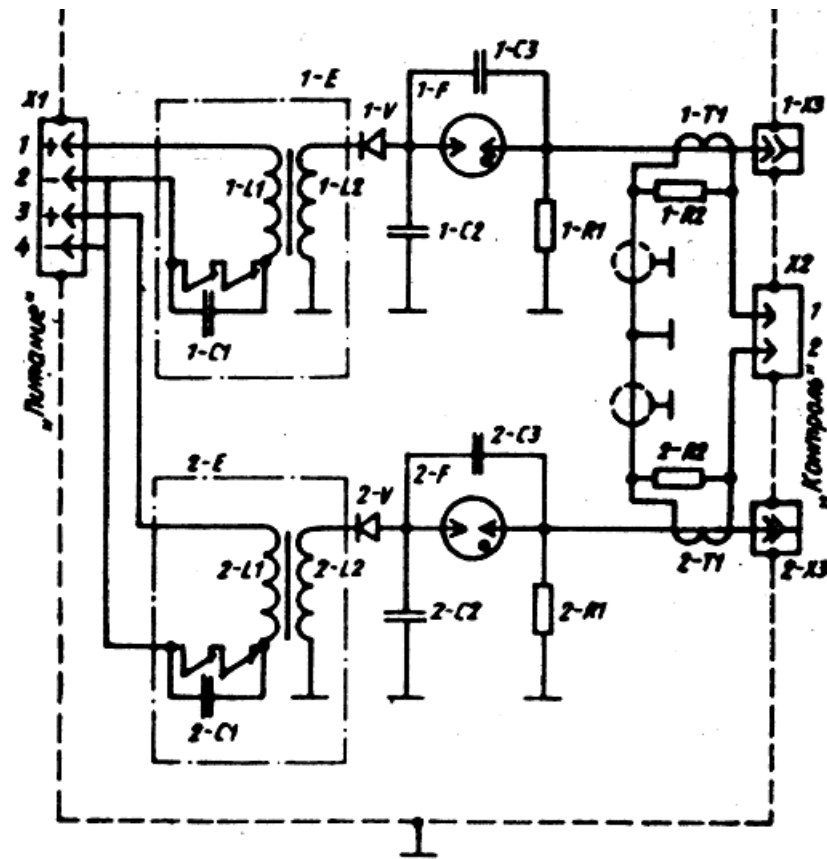 1-C3
1-E
1-F
X1
1-V
1-T1
1-X3
1
+
2
-
1-L1
1-L2
1-R2
3
+
4
-
1-C2
1-R1
X2
1
2
1-C1
„Питание"
„Контроль"
2-C3
2-E
2-F
2-R2
2-V
2-L1
2-L2
2-T1
2-X3
2-C2
2-R1
2-C1